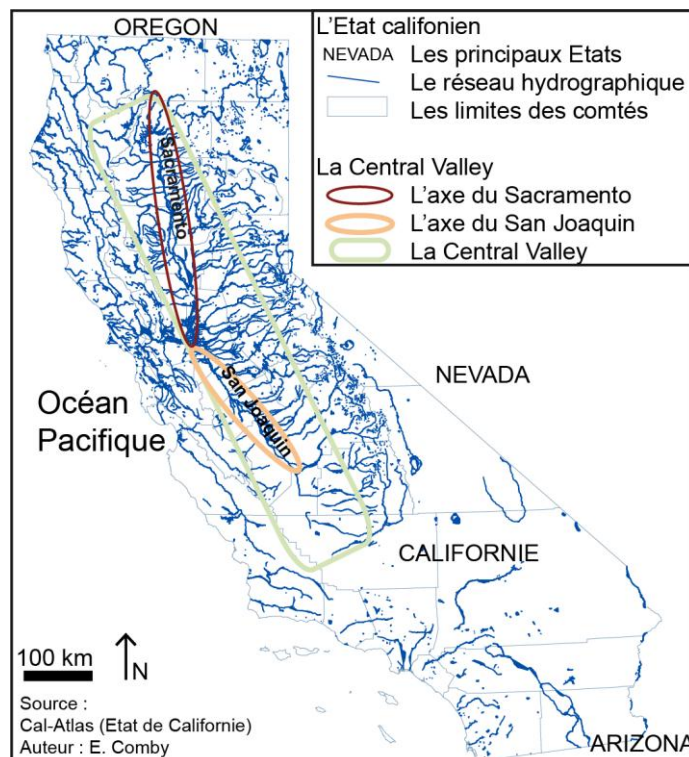 OREGON
L'Etat califonien
NEVADA Les principaux Etats
Le réseau hydrographique
Les limites des comtés
La Central Valley
L'axe du Sacramento
L'axe du San Joaquin
La Central Valley
Sacramento
San Joaquin
NEVADA
Océan
Pacifique
CALIFORNIE
100 km
N
Source :
Cal-Atlas (Etat de Californie)
Auteur : E. Comby
ARIZONA